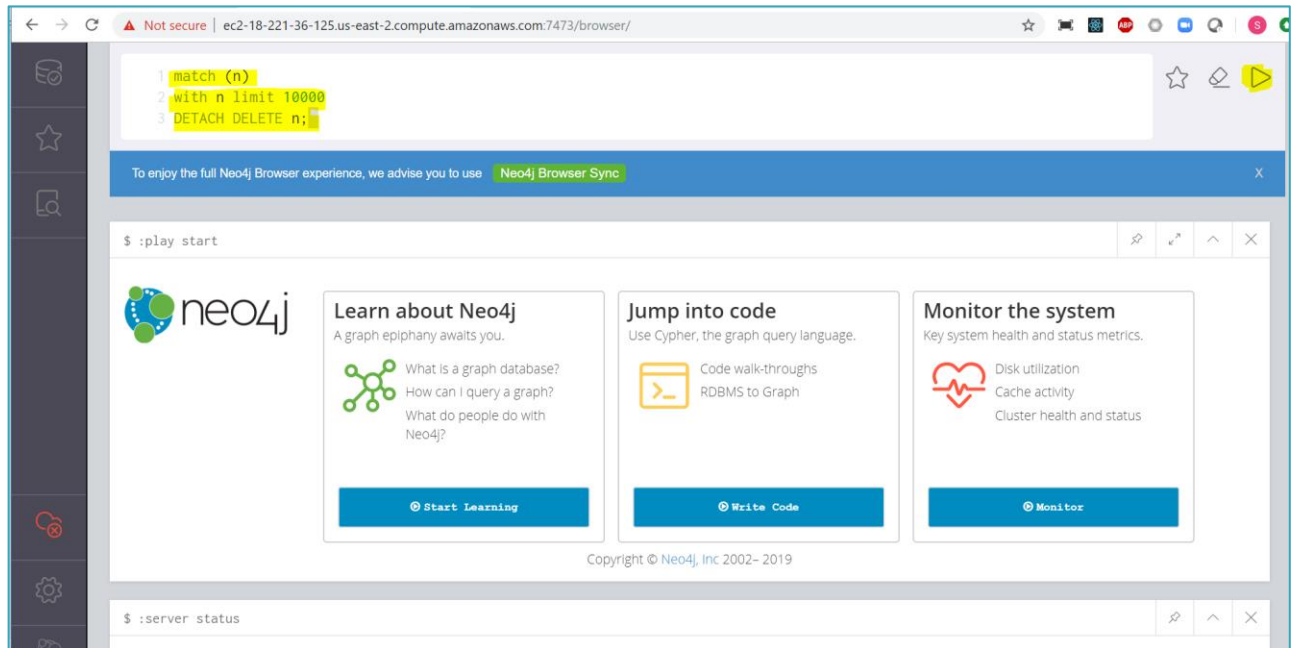 Not secure | ec2-18-221-36-125.us-east-2.compute.amazonaws.com:7473/browser/
ABP
S
1 match (n)
2 with n limit 10000
3 DETACH DELETE n;
To enjoy the full Neo4j Browser experience, we advise you to use Neo4j Browser Sync X
$ :play start
neo4j
Learn about Neo4j
A graph epiphany awaits you.
What is a graph database?
How can I query a graph?
What do people do with
Neo4j?
Start Learning
Jump into code
Use Cypher, the graph query language.
Code walk-throughs
RDBMS to Graph
Write Code
Monitor the system
Key system health and status metrics.
Disk utilization
Cache activity
Cluster health and status
Monitor
Copyright © Neo4j, Inc 2002– 2019
$ :server status